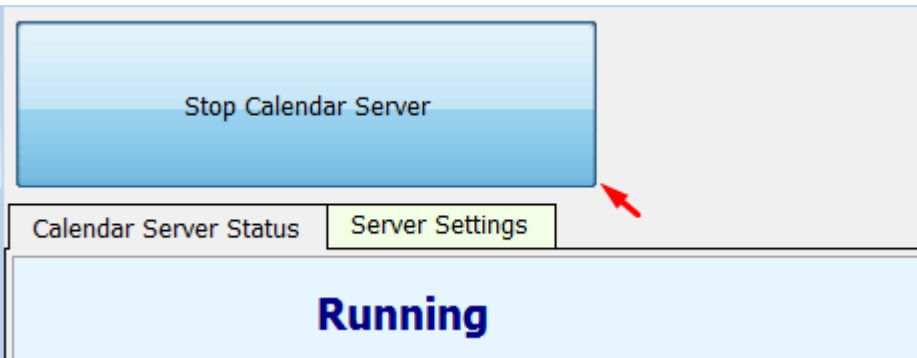 Stop Calendar Server
Calendar Server Status
Server Settings
Running